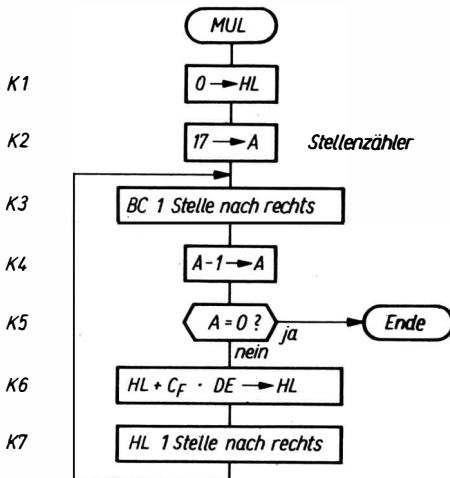 MUL
K1 0 → HL
K2 17 → A Stellenzähler
K3 BC 1 Stelle nach rechts
K4 A-1 → A
K5 A = 0 ? ja Ende
nein
K6 HL + C_F · DE → HL
K7 HL 1 Stelle nach rechts